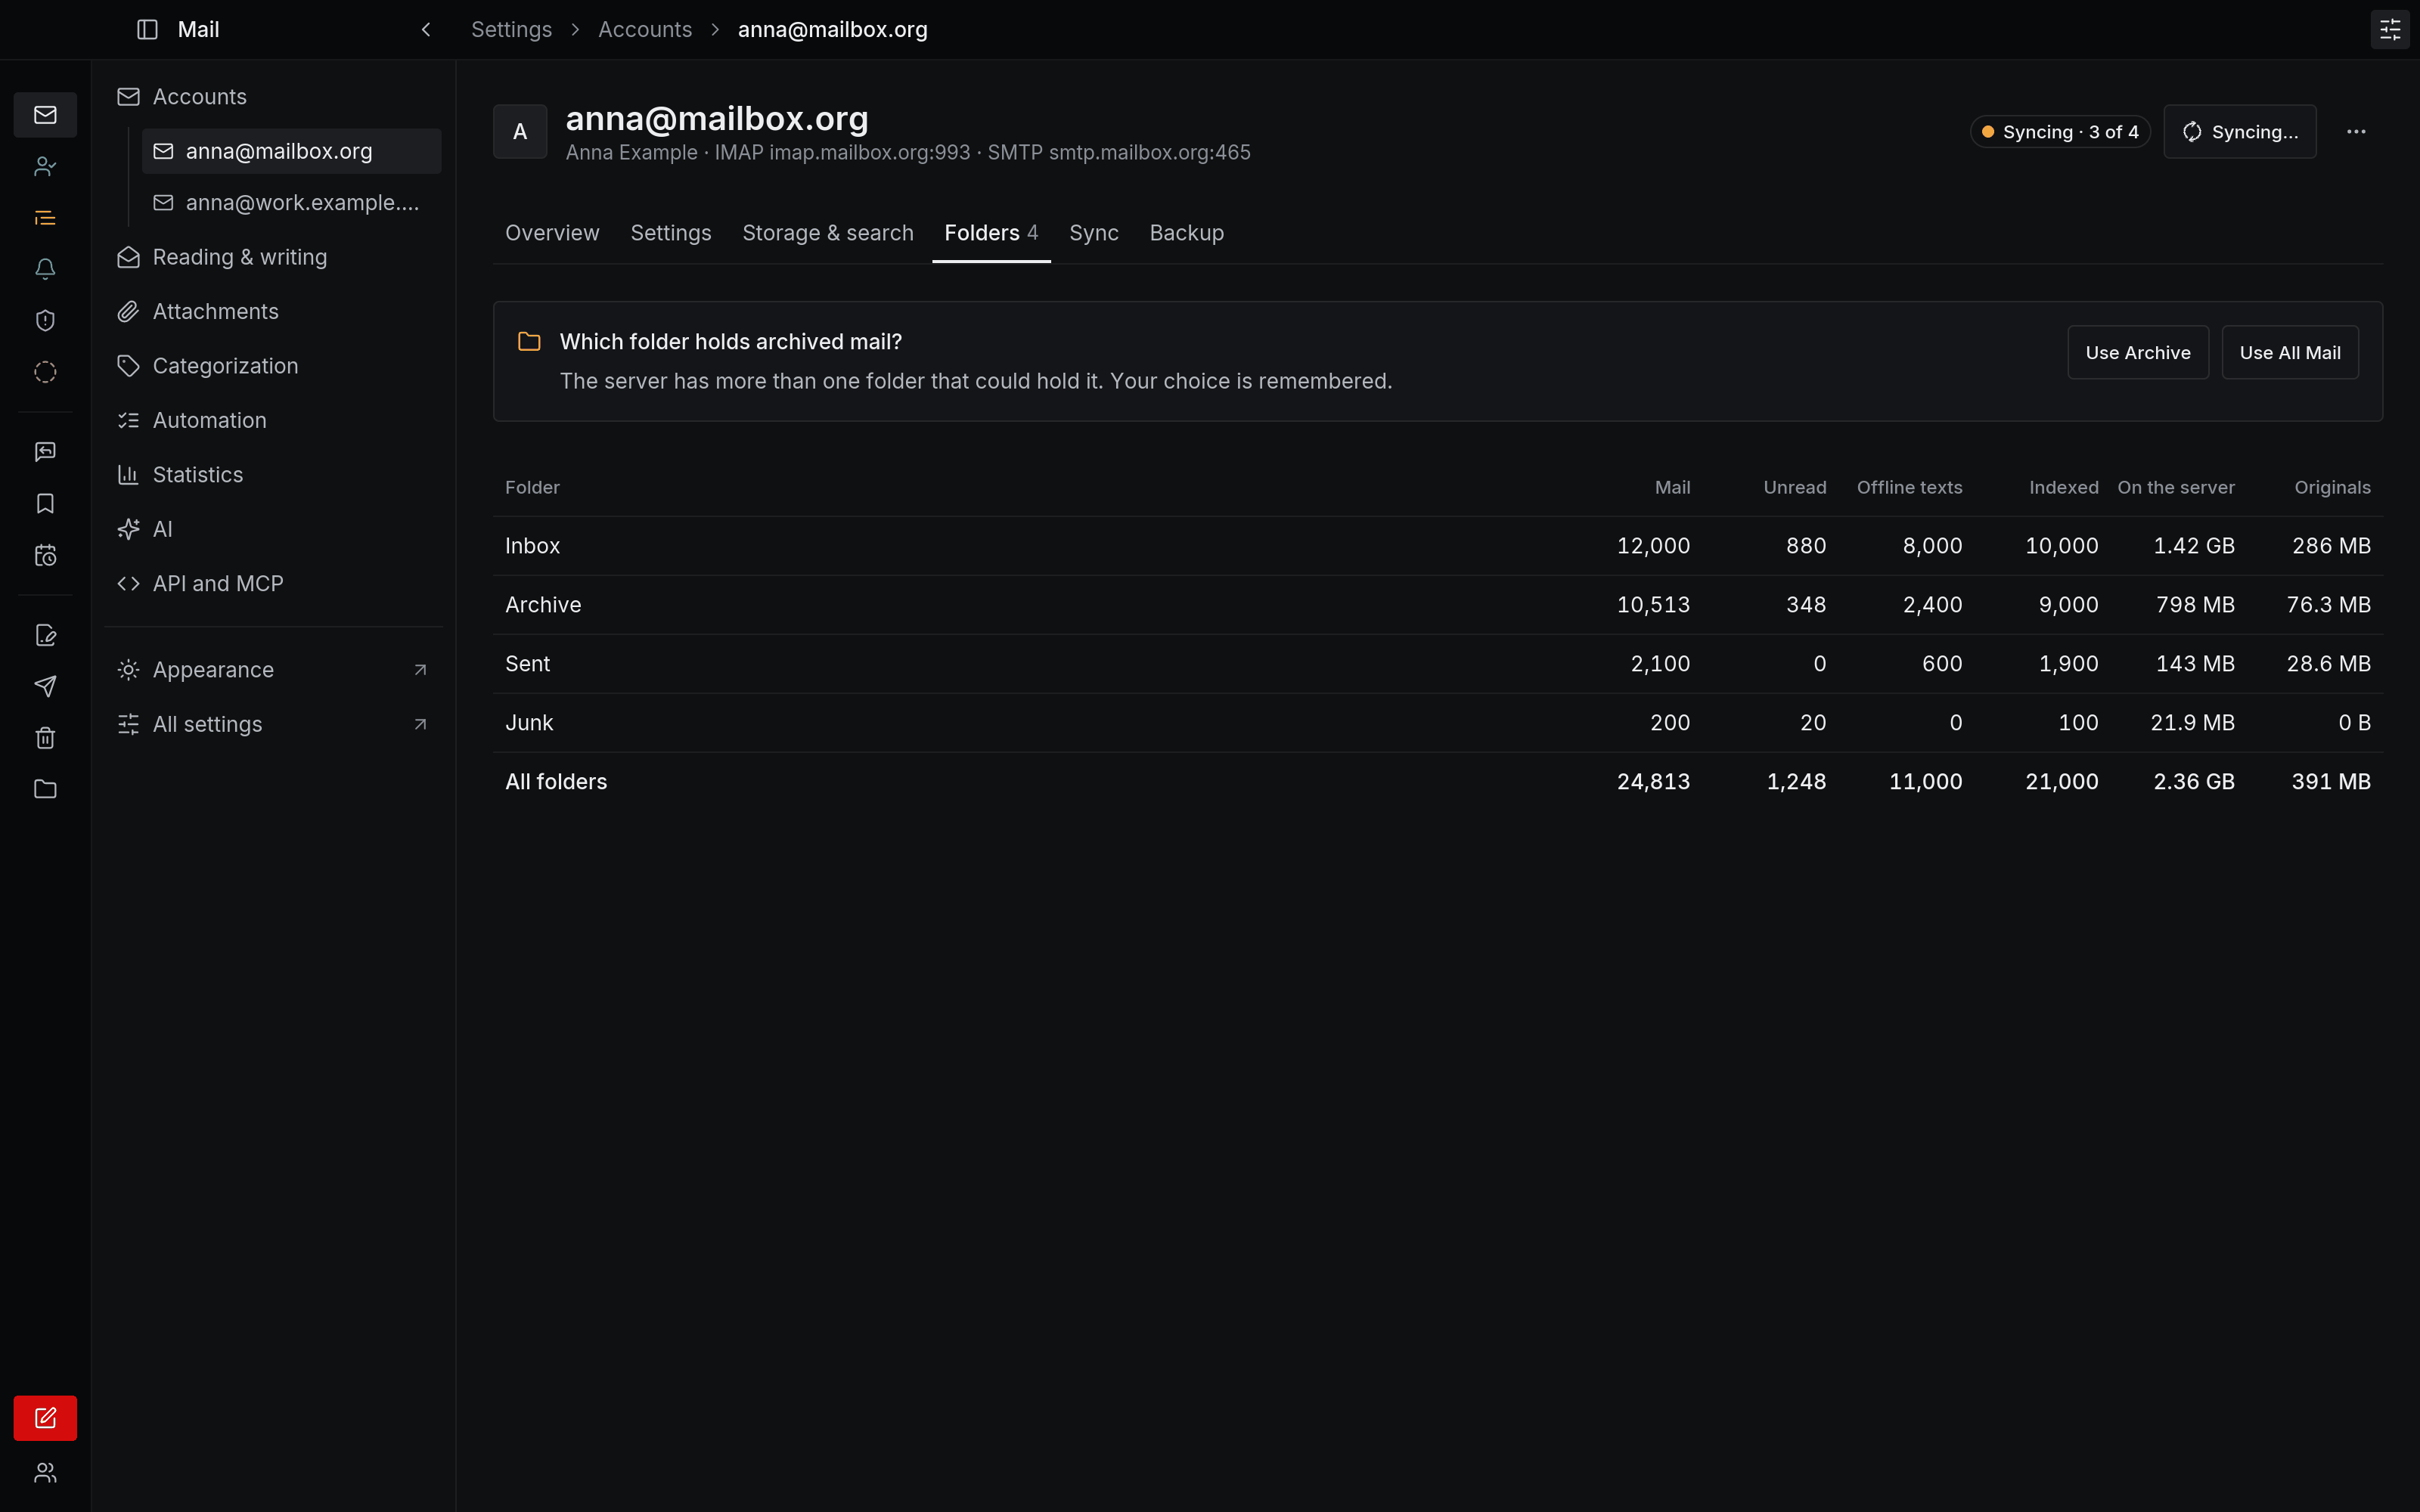 Mail
Settings > Accounts > anna@mailbox.org
Accounts
anna@mailbox.org
anna@work.example....
Reading & writing
Attachments
Categorization
Automation
Statistics
AI
API and MCP
Appearance
All settings
A
anna@mailbox.org
Anna Example · IMAP imap.mailbox.org:993 · SMTP smtp.mailbox.org:465
Syncing · 3 of 4
Syncing...
Overview Settings Storage & search Folders 4 Sync Backup
Which folder holds archived mail?
The server has more than one folder that could hold it. Your choice is remembered.
Use Archive Use All Mail
Folder Mail Unread Offline texts Indexed On the server Originals
Inbox 12,000 880 8,000 10,000 1.42 GB 286 MB
Archive 10,513 348 2,400 9,000 798 MB 76.3 MB
Sent 2,100 0 600 1,900 143 MB 28.6 MB
Junk 200 20 0 100 21.9 MB 0 B
All folders 24,813 1,248 11,000 21,000 2.36 GB 391 MB